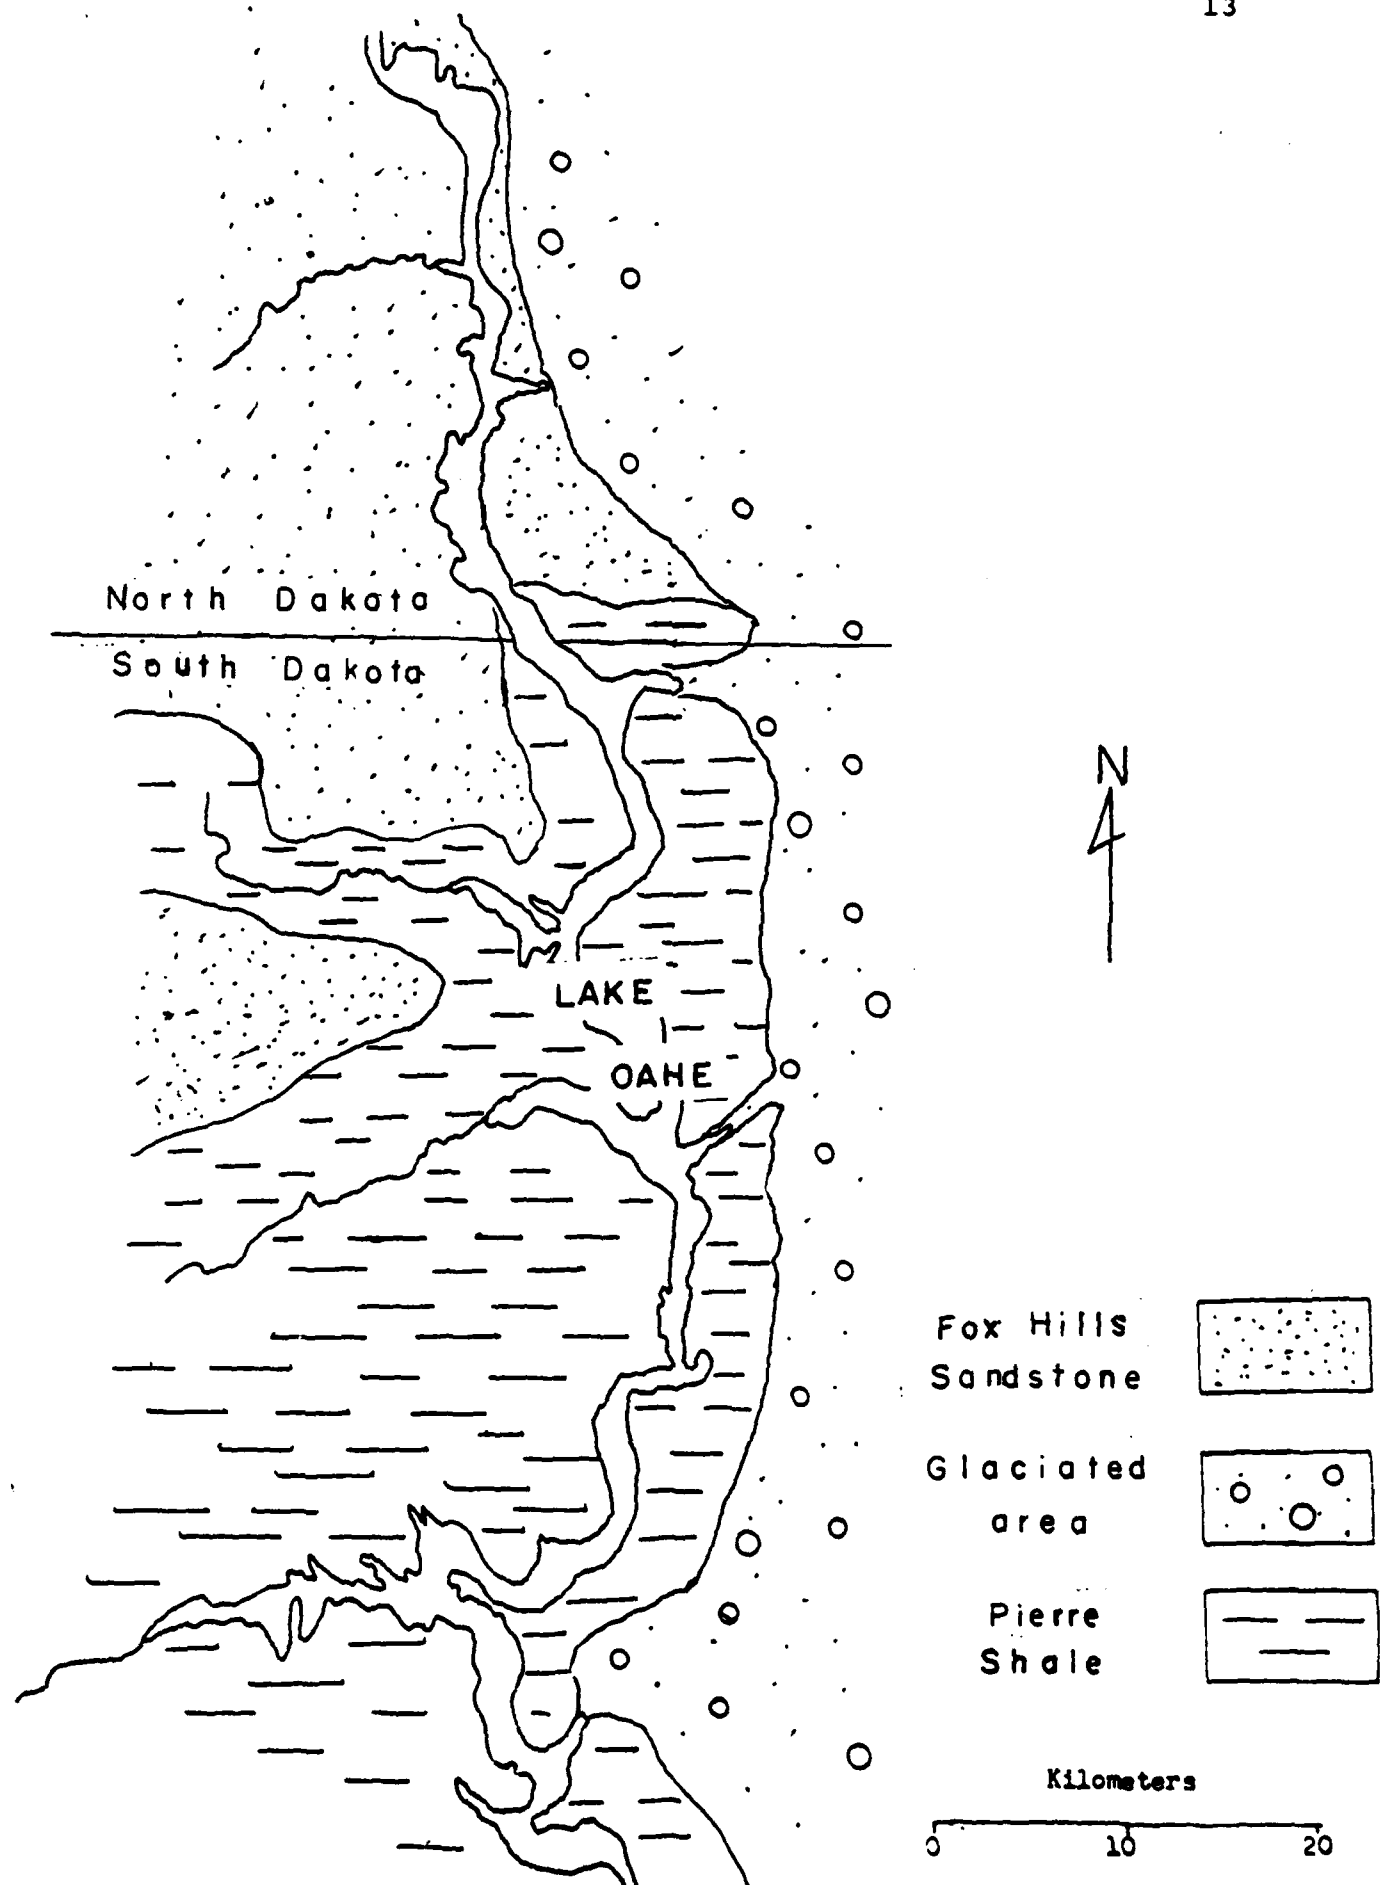 13
North Dakota
South Dakota
N
LAKE
OAHE
Fox Hills
Sandstone
Glaciated
area
Pierre
Shale
Kilometers
0 10 20